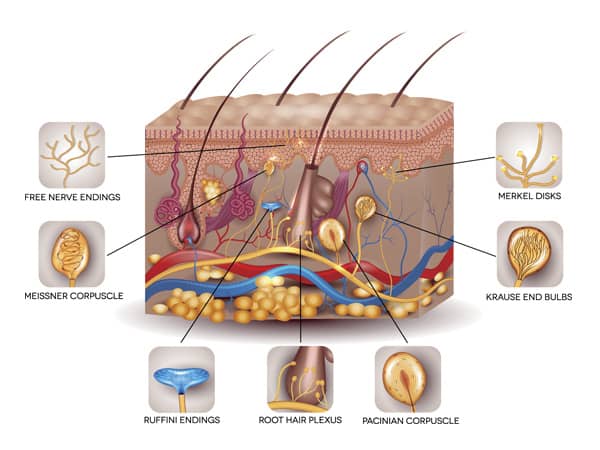 FREE NERVE ENDINGS
MERKEL DISKS
MEISSNER CORPUSCLE
KRAUSE END BULBS
RUFFINI ENDINGS
ROOT HAIR PLEXUS
PACINIAN CORPUSCLE